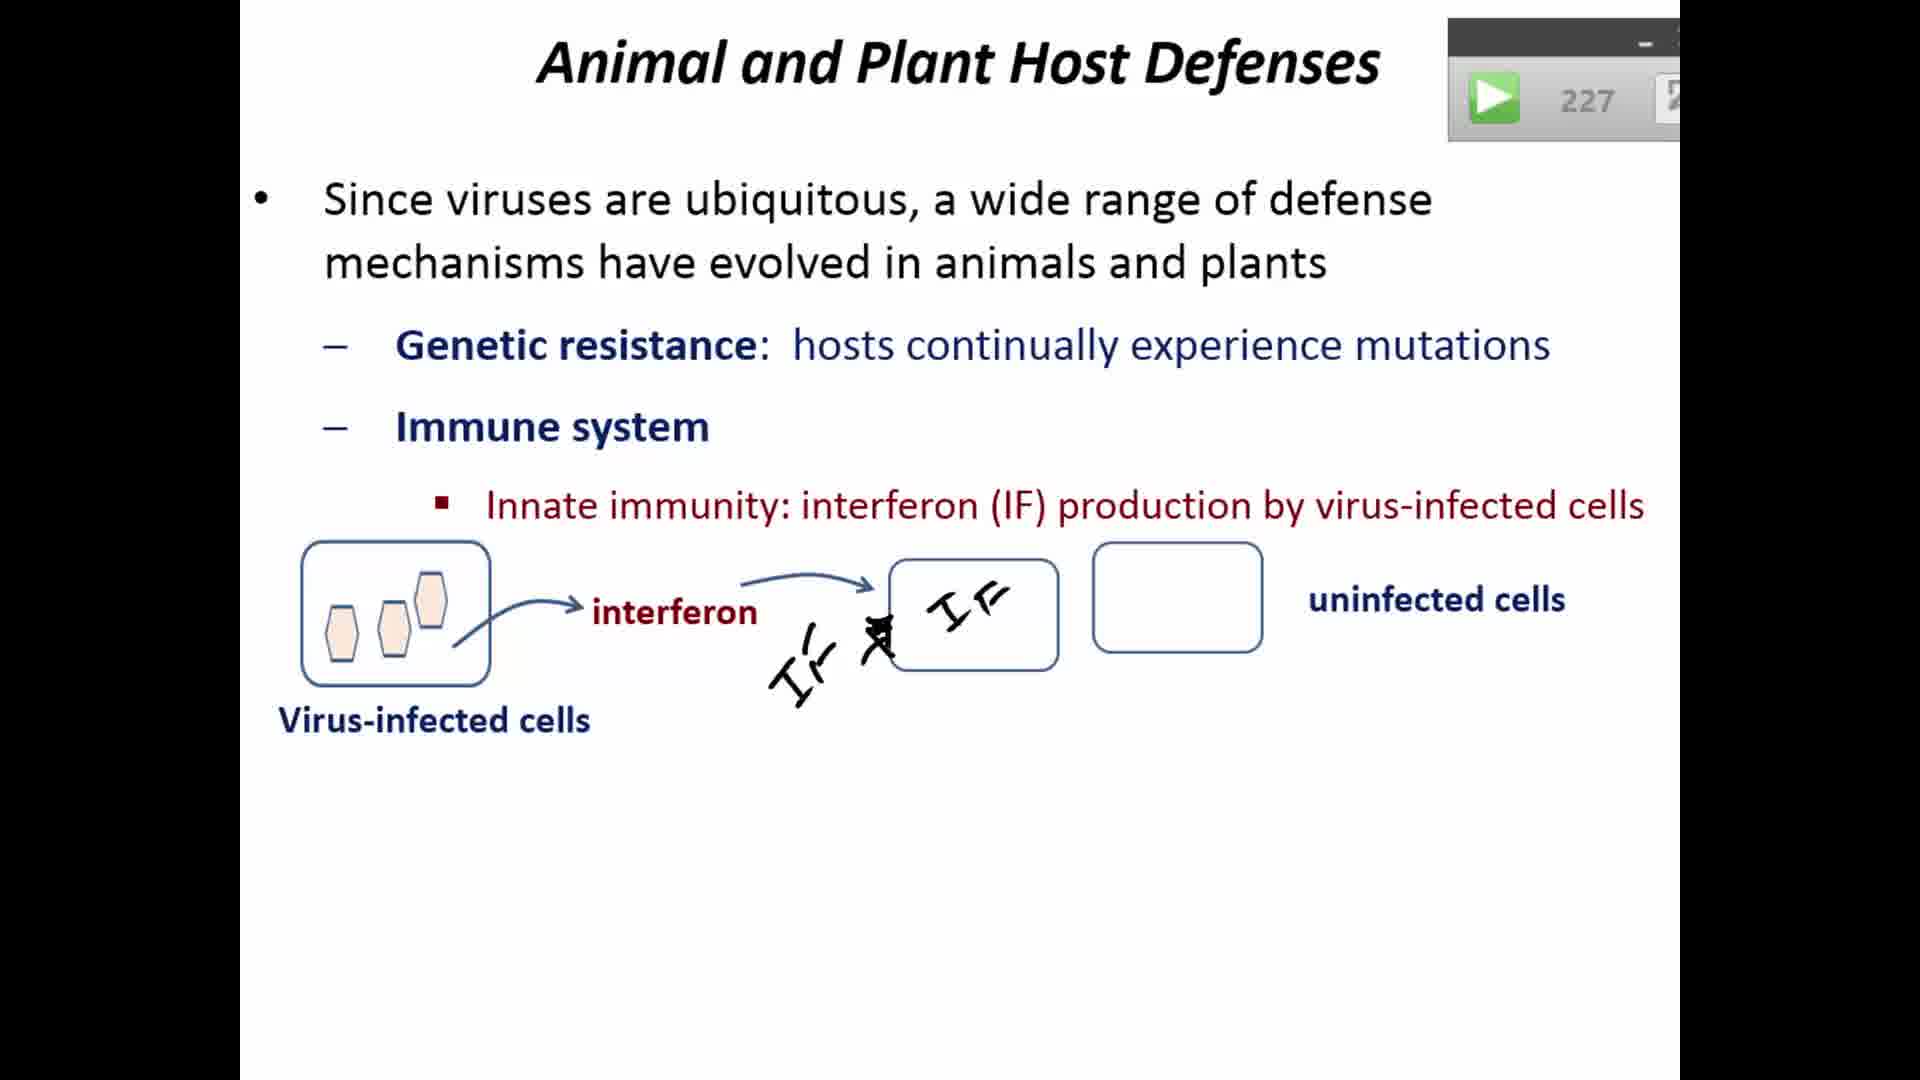 Animal and Plant Host Defenses
227
• Since viruses are ubiquitous, a wide range of defense
mechanisms have evolved in animals and plants
– Genetic resistance: hosts continually experience mutations
– Immune system
▪ Innate immunity: interferon (IF) production by virus-infected cells
interferon
IF
IF
uninfected cells
Virus-infected cells